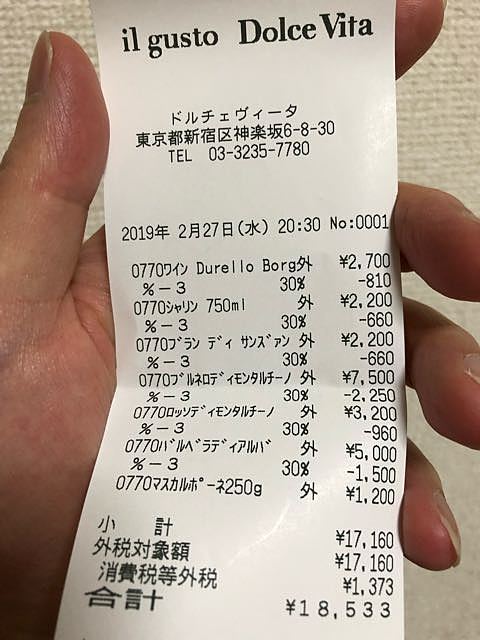 il gusto Dolce Vita
ドルチェヴィータ
東京都新宿区神楽坂6-8-30
TEL 03-3235-7780
2019年 2月27日(水) 20:30 No:0001
0770ワイン Durello Borg外 ¥2,700
%-3 30% -810
0770シャリン 750ml 外 ¥2,200
%-3 30% -660
0770ブラン ディ サンズアン 外 ¥2,200
%-3 30% -660
0770ブルネロディモンタルチーノ 外 ¥7,500
%-3 30% -2,250
0770ロッソディモンタルチーノ 外 ¥3,200
%-3 30% -960
0770バルベラディアルバ 外 ¥5,000
%-3 30% -1,500
0770マスカルポーネ250g 外 ¥1,200
小 計 ¥17,160
外税対象額 ¥17,160
消費税等外税 ¥1,373
合計 ¥18,533